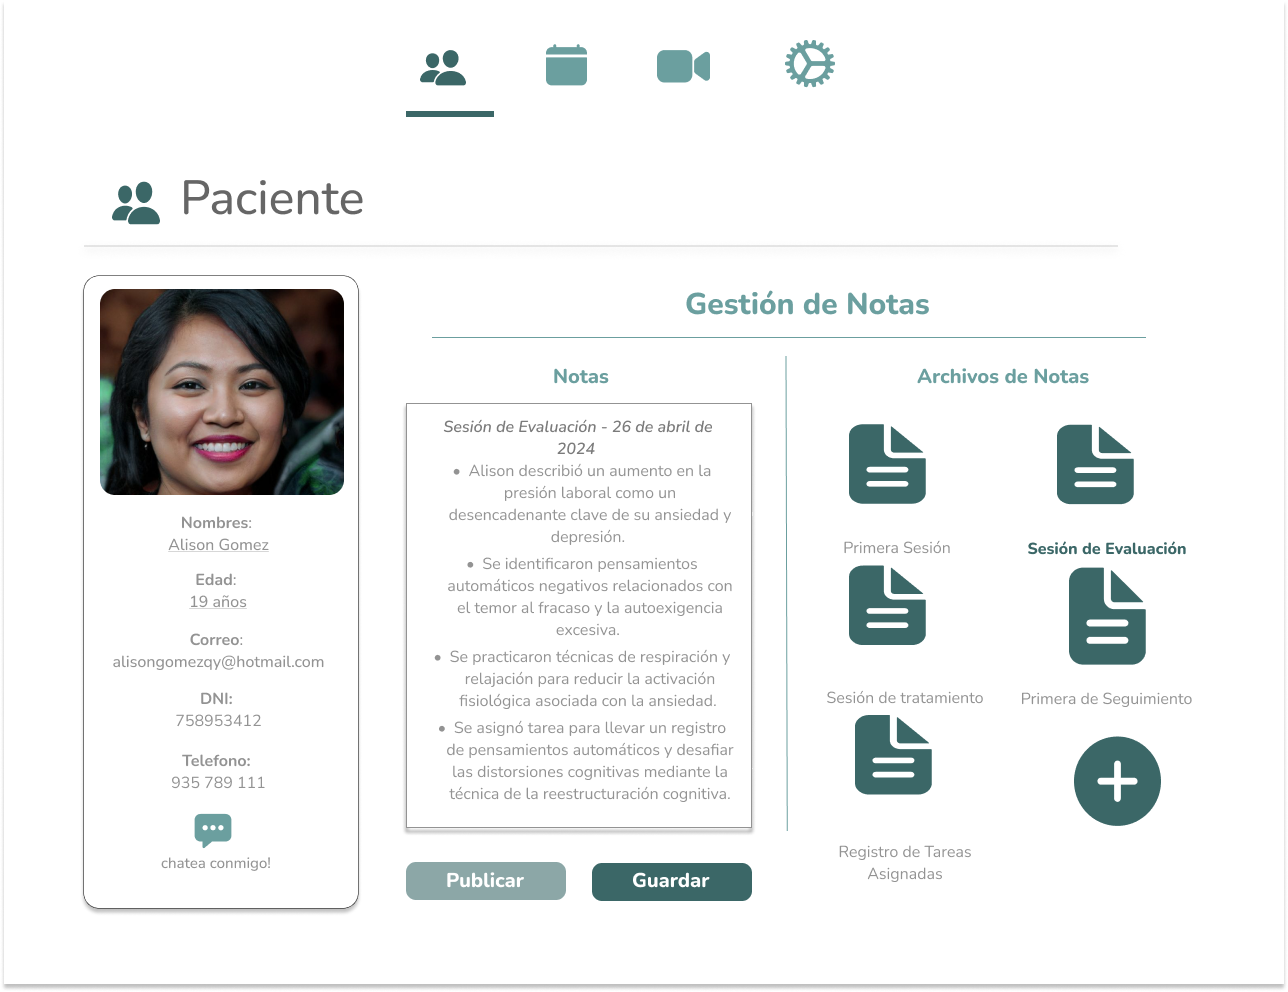 Paciente
Nombres:
Alison Gomez
Edad:
19 años
Correo:
alisongomezqy@hotmail.com
DNI:
758953412
Telefono:
935 789 111
chatea conmigo!
Gestión de Notas
Notas
Sesión de Evaluación - 26 de abril de
2024
• Alison describió un aumento en la
presión laboral como un
desencadenante clave de su ansiedad y
depresión.
• Se identificaron pensamientos
automáticos negativos relacionados con
el temor al fracaso y la autoexigencia
excesiva.
• Se practicaron técnicas de respiración y
relajación para reducir la activación
fisiológica asociada con la ansiedad.
• Se asignó tarea para llevar un registro
de pensamientos automáticos y desafiar
las distorsiones cognitivas mediante la
técnica de la reestructuración cognitiva.
Publicar
Guardar
Archivos de Notas
Primera Sesión
Sesión de Evaluación
Sesión de tratamiento
Primera de Seguimiento
Registro de Tareas
Asignadas